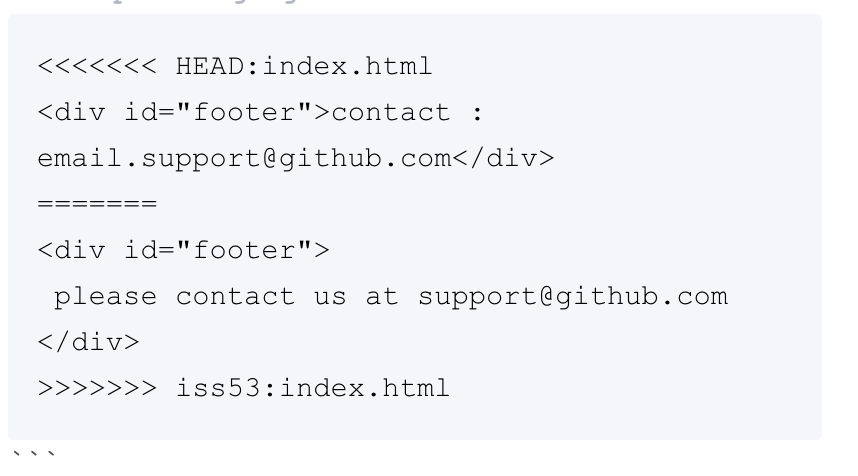 <<<<<<< HEAD:index.html
<div id="footer">contact :
email.support@github.com</div>
=======
<div id="footer">
 please contact us at support@github.com
</div>
>>>>>>> iss53:index.html
```